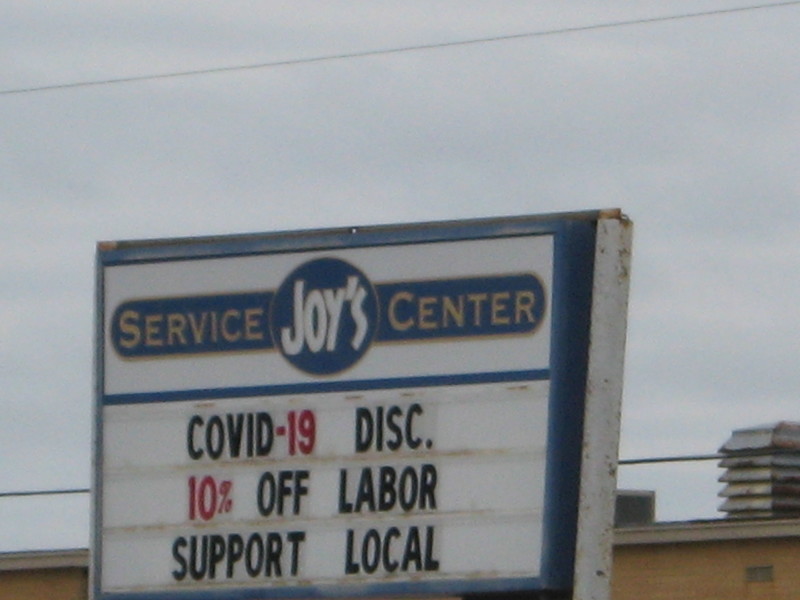 SERVICE JOY'S CENTER
COVID-19 DISC.
10% OFF LABOR
SUPPORT LOCAL